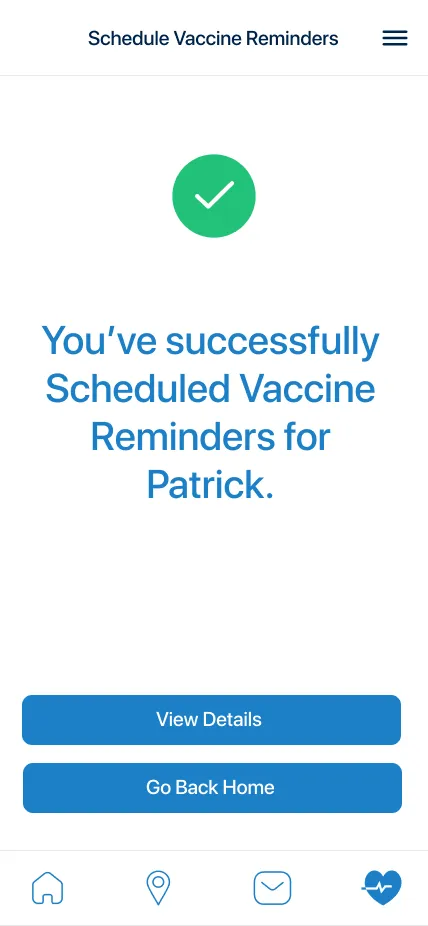 Schedule Vaccine Reminders
You’ve successfully
Scheduled Vaccine
Reminders for
Patrick.
View Details
Go Back Home